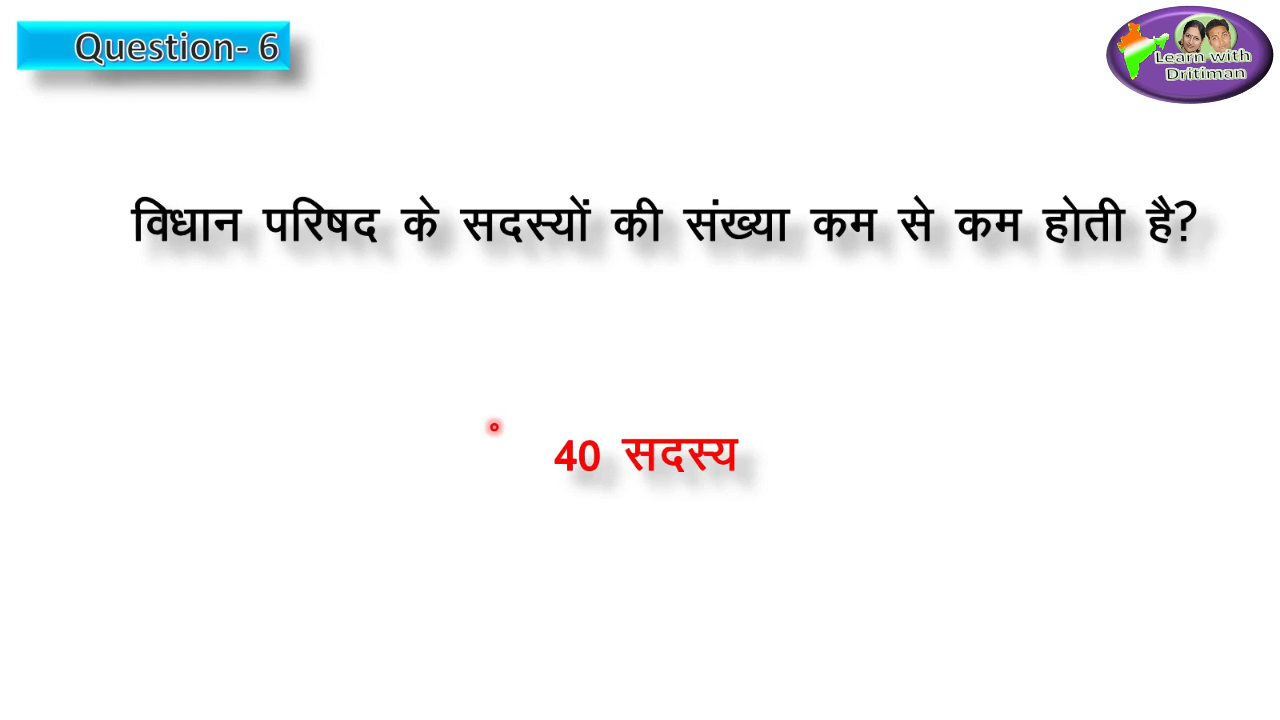 Question- 6
Learn with
Dritiman
विधान परिषद के सदस्यों की संख्या कम से कम होती है?
40 सदस्य